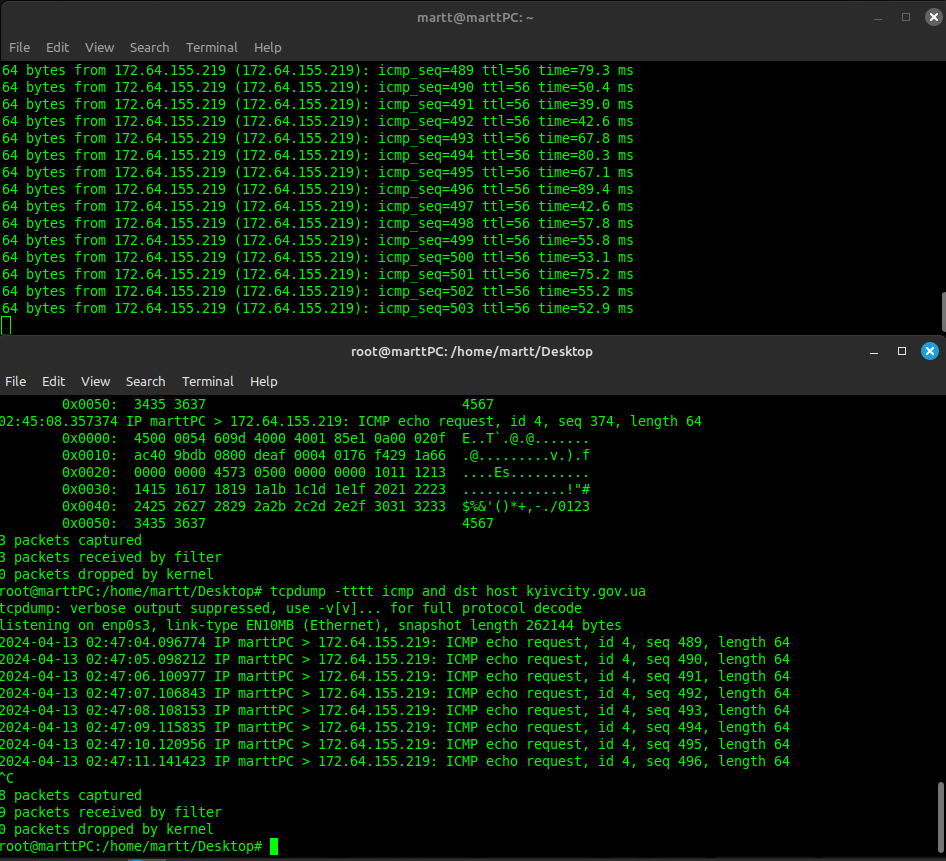 martt@marttPC: ~
File Edit View Search Terminal Help
64 bytes from 172.64.155.219 (172.64.155.219): icmp_seq=489 ttl=56 time=79.3 ms
64 bytes from 172.64.155.219 (172.64.155.219): icmp_seq=490 ttl=56 time=50.4 ms
64 bytes from 172.64.155.219 (172.64.155.219): icmp_seq=491 ttl=56 time=39.0 ms
64 bytes from 172.64.155.219 (172.64.155.219): icmp_seq=492 ttl=56 time=42.6 ms
64 bytes from 172.64.155.219 (172.64.155.219): icmp_seq=493 ttl=56 time=67.8 ms
64 bytes from 172.64.155.219 (172.64.155.219): icmp_seq=494 ttl=56 time=80.3 ms
64 bytes from 172.64.155.219 (172.64.155.219): icmp_seq=495 ttl=56 time=67.1 ms
64 bytes from 172.64.155.219 (172.64.155.219): icmp_seq=496 ttl=56 time=89.4 ms
64 bytes from 172.64.155.219 (172.64.155.219): icmp_seq=497 ttl=56 time=42.6 ms
64 bytes from 172.64.155.219 (172.64.155.219): icmp_seq=498 ttl=56 time=57.8 ms
64 bytes from 172.64.155.219 (172.64.155.219): icmp_seq=499 ttl=56 time=55.8 ms
64 bytes from 172.64.155.219 (172.64.155.219): icmp_seq=500 ttl=56 time=53.1 ms
64 bytes from 172.64.155.219 (172.64.155.219): icmp_seq=501 ttl=56 time=75.2 ms
64 bytes from 172.64.155.219 (172.64.155.219): icmp_seq=502 ttl=56 time=55.2 ms
64 bytes from 172.64.155.219 (172.64.155.219): icmp_seq=503 ttl=56 time=52.9 ms
root@marttPC: /home/martt/Desktop
File Edit View Search Terminal Help
0x0050: 3435 3637 4567
02:45:08.357374 IP marttPC > 172.64.155.219: ICMP echo request, id 4, seq 374, length 64
0x0000: 4500 0054 609d 4000 4001 85e1 0a00 020f E..T`.@.@.......
0x0010: ac40 9bdb 0800 deaf 0004 0176 f429 1a66 .@.........v.).f
0x0020: 0000 0000 4573 0500 0000 0000 1011 1213 ....Es..........
0x0030: 1415 1617 1819 1a1b 1c1d 1e1f 2021 2223 .............!"#
0x0040: 2425 2627 2829 2a2b 2c2d 2e2f 3031 3233 $%&'()*+,-./0123
0x0050: 3435 3637 4567
3 packets captured
3 packets received by filter
0 packets dropped by kernel
root@marttPC:/home/martt/Desktop# tcpdump -tttt icmp and dst host kyivcity.gov.ua
tcpdump: verbose output suppressed, use -v[v]... for full protocol decode
listening on enp0s3, link-type EN10MB (Ethernet), snapshot length 262144 bytes
2024-04-13 02:47:04.096774 IP marttPC > 172.64.155.219: ICMP echo request, id 4, seq 489, length 64
2024-04-13 02:47:05.098212 IP marttPC > 172.64.155.219: ICMP echo request, id 4, seq 490, length 64
2024-04-13 02:47:06.100977 IP marttPC > 172.64.155.219: ICMP echo request, id 4, seq 491, length 64
2024-04-13 02:47:07.106843 IP marttPC > 172.64.155.219: ICMP echo request, id 4, seq 492, length 64
2024-04-13 02:47:08.108153 IP marttPC > 172.64.155.219: ICMP echo request, id 4, seq 493, length 64
2024-04-13 02:47:09.115835 IP marttPC > 172.64.155.219: ICMP echo request, id 4, seq 494, length 64
2024-04-13 02:47:10.120956 IP marttPC > 172.64.155.219: ICMP echo request, id 4, seq 495, length 64
2024-04-13 02:47:11.141423 IP marttPC > 172.64.155.219: ICMP echo request, id 4, seq 496, length 64
^C
8 packets captured
9 packets received by filter
0 packets dropped by kernel
root@marttPC:/home/martt/Desktop#